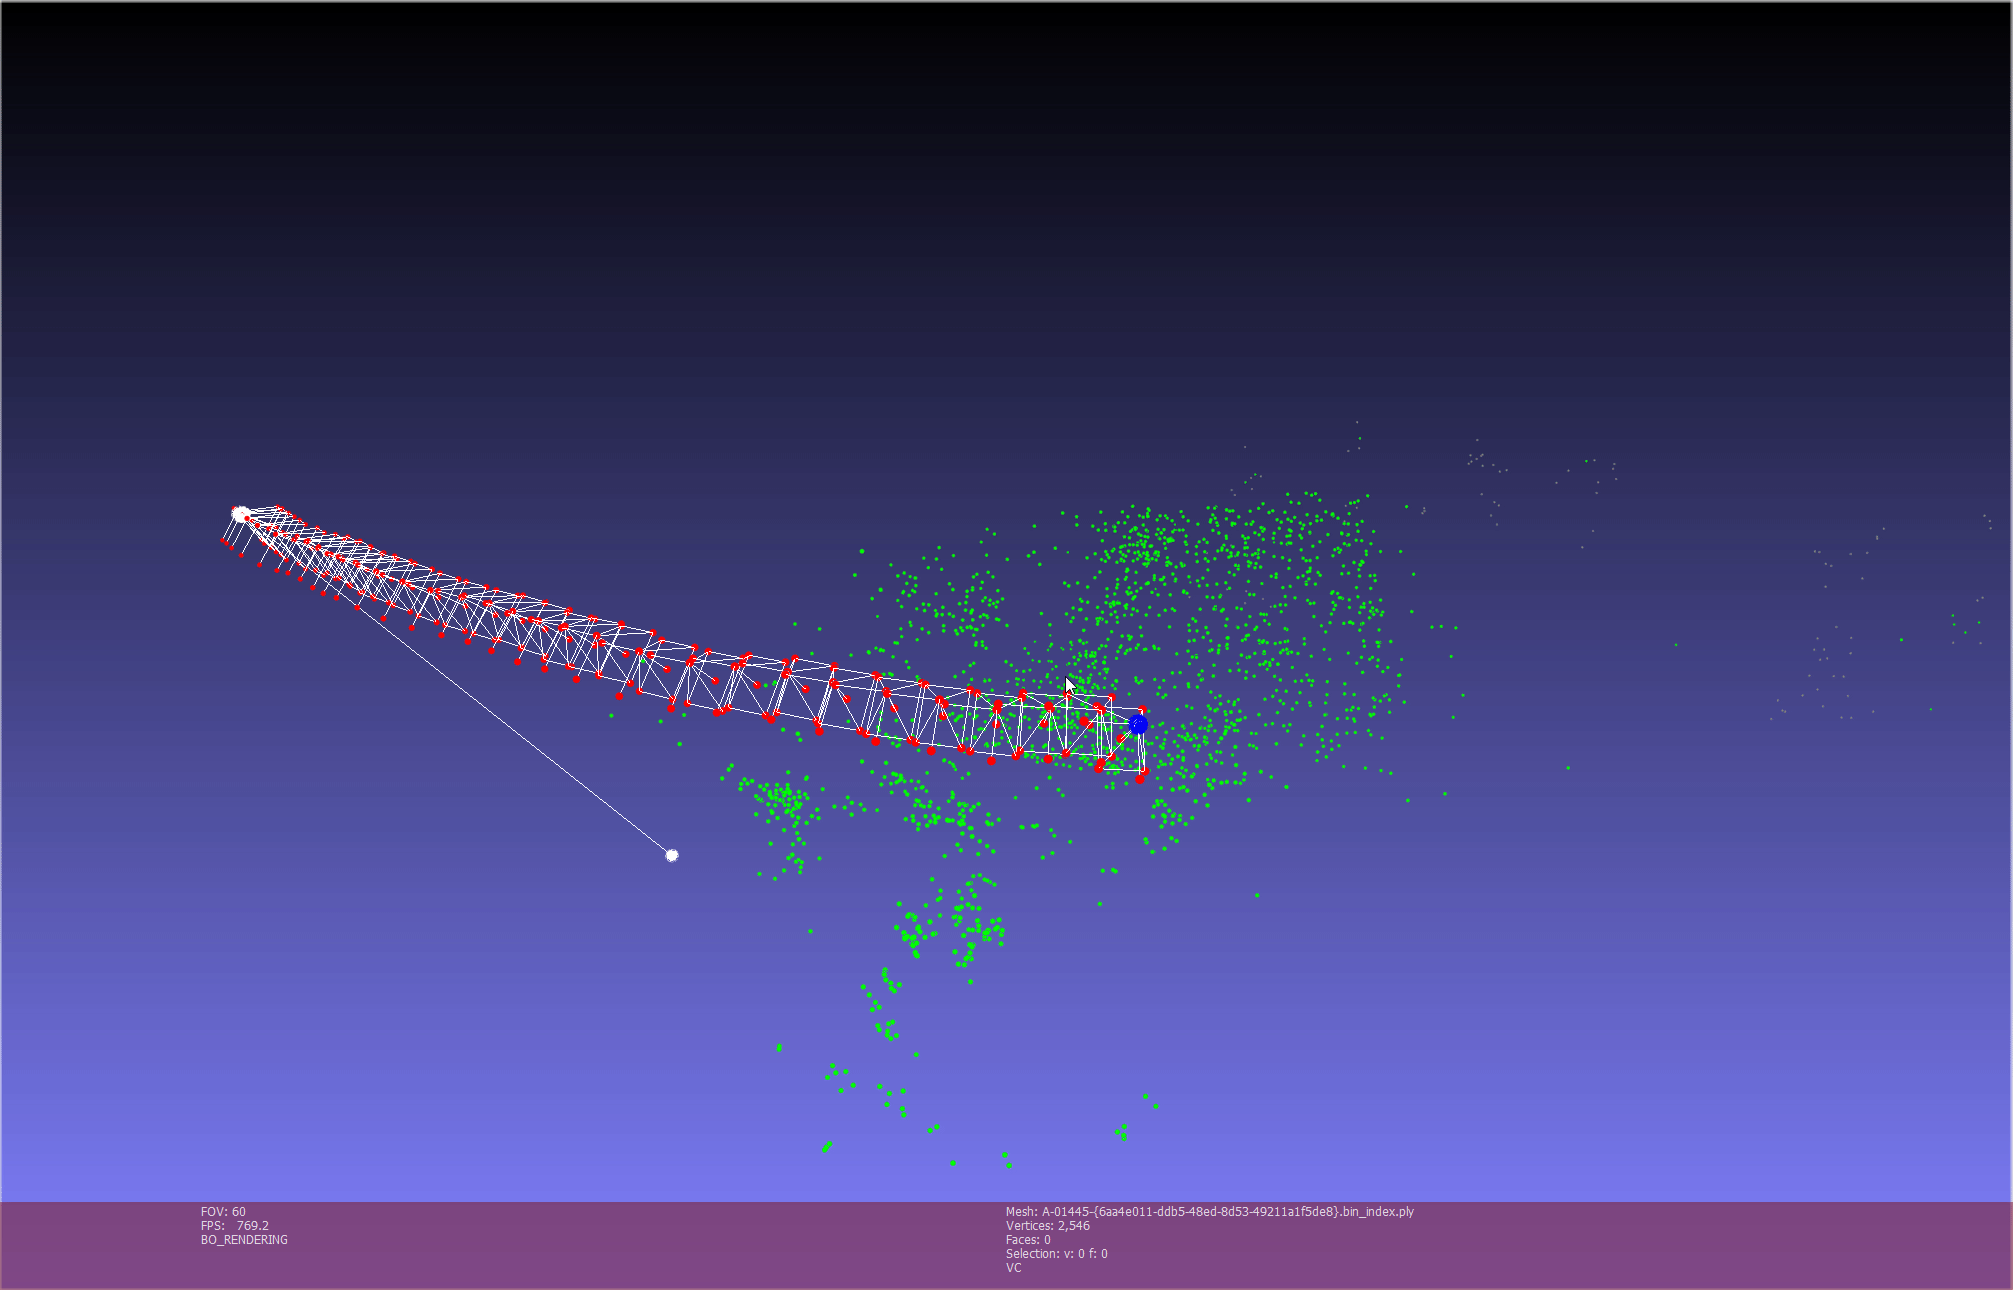 FOV: 60
FPS: 769.2
BO_RENDERING
Mesh: A-01445-{6aa4e011-ddb5-48ed-8d53-49211a1f5de8}.bin_index.ply
Vertices: 2,546
Faces: 0
Selection: v: 0 f: 0
VC